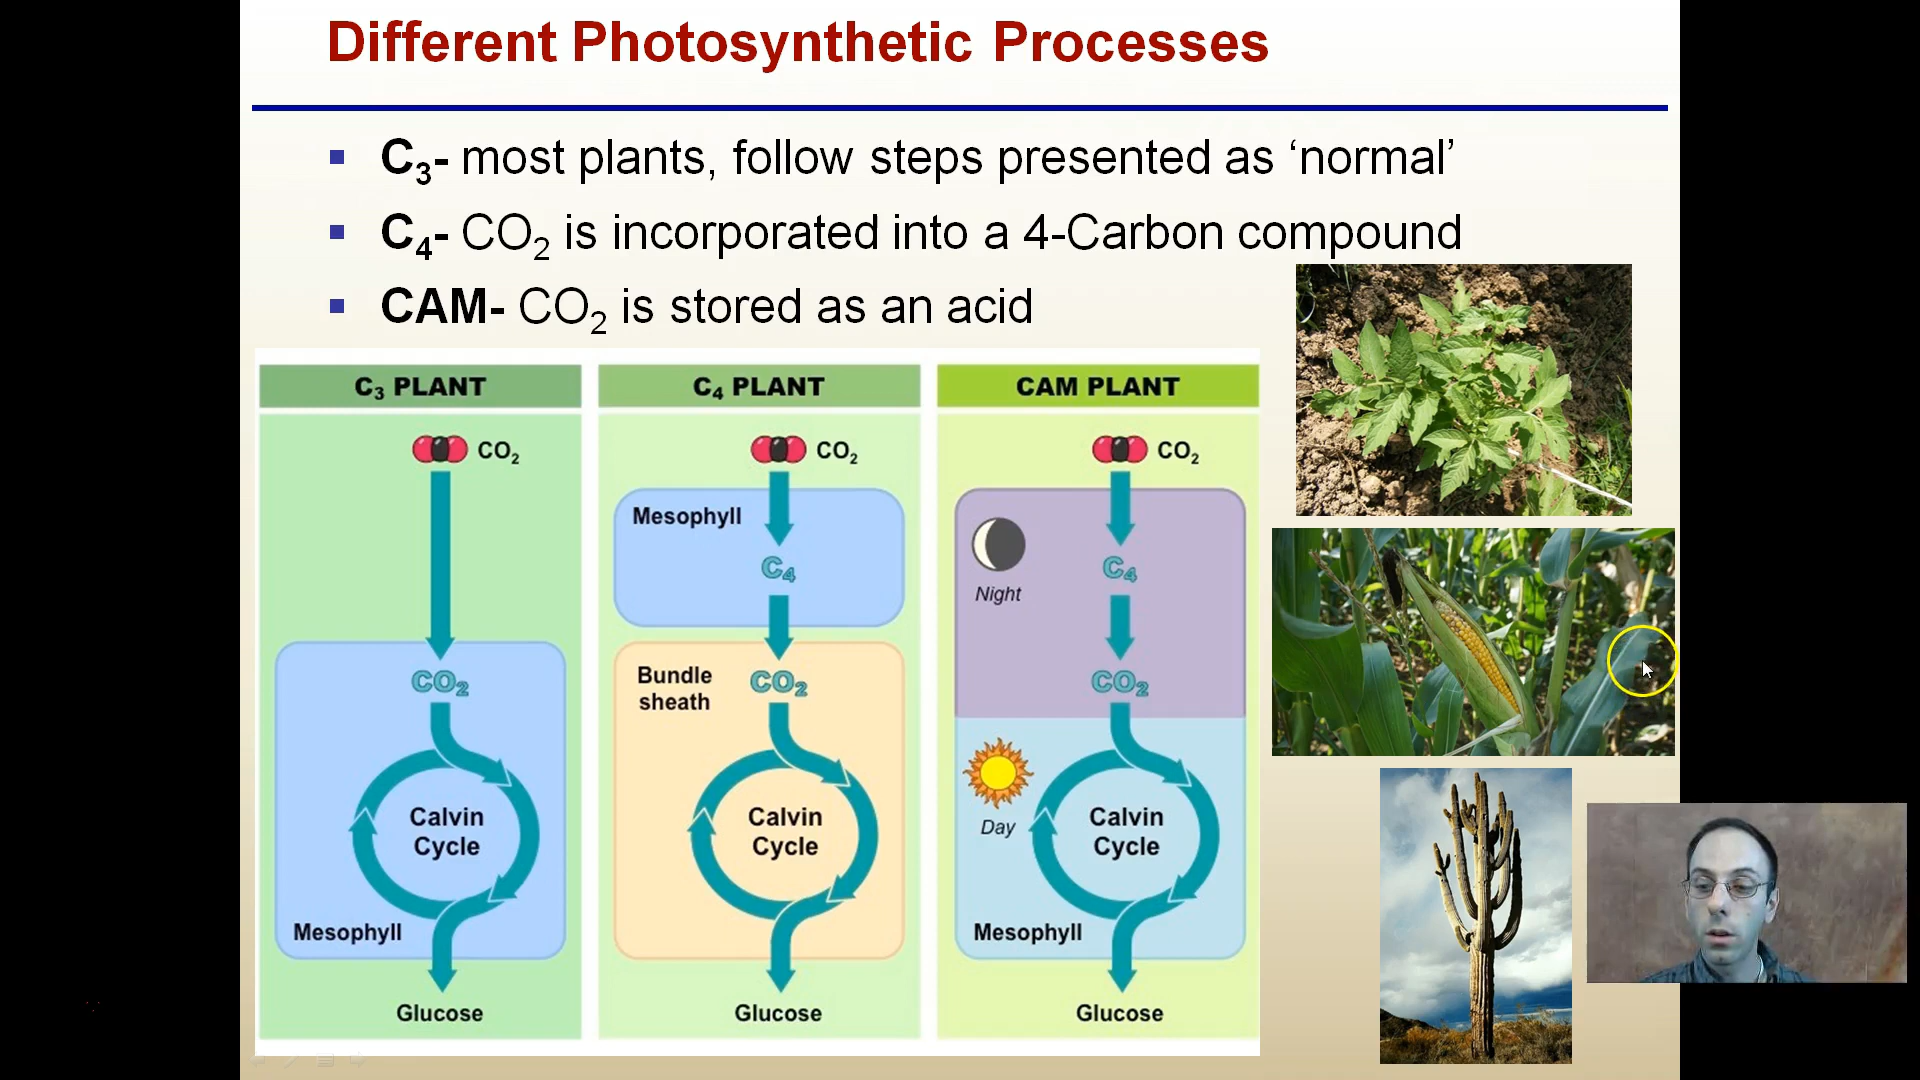 Different Photosynthetic Processes
C₃- most plants, follow steps presented as ‘normal’
C₄- CO₂ is incorporated into a 4-Carbon compound
CAM- CO₂ is stored as an acid
C₃ PLANT
CO₂
CO₂
Calvin
Cycle
Mesophyll
Glucose
C₄ PLANT
CO₂
Mesophyll
C₄
Bundle
sheath
CO₂
Calvin
Cycle
Glucose
CAM PLANT
CO₂
Night
C₄
CO₂
Day
Calvin
Cycle
Mesophyll
Glucose